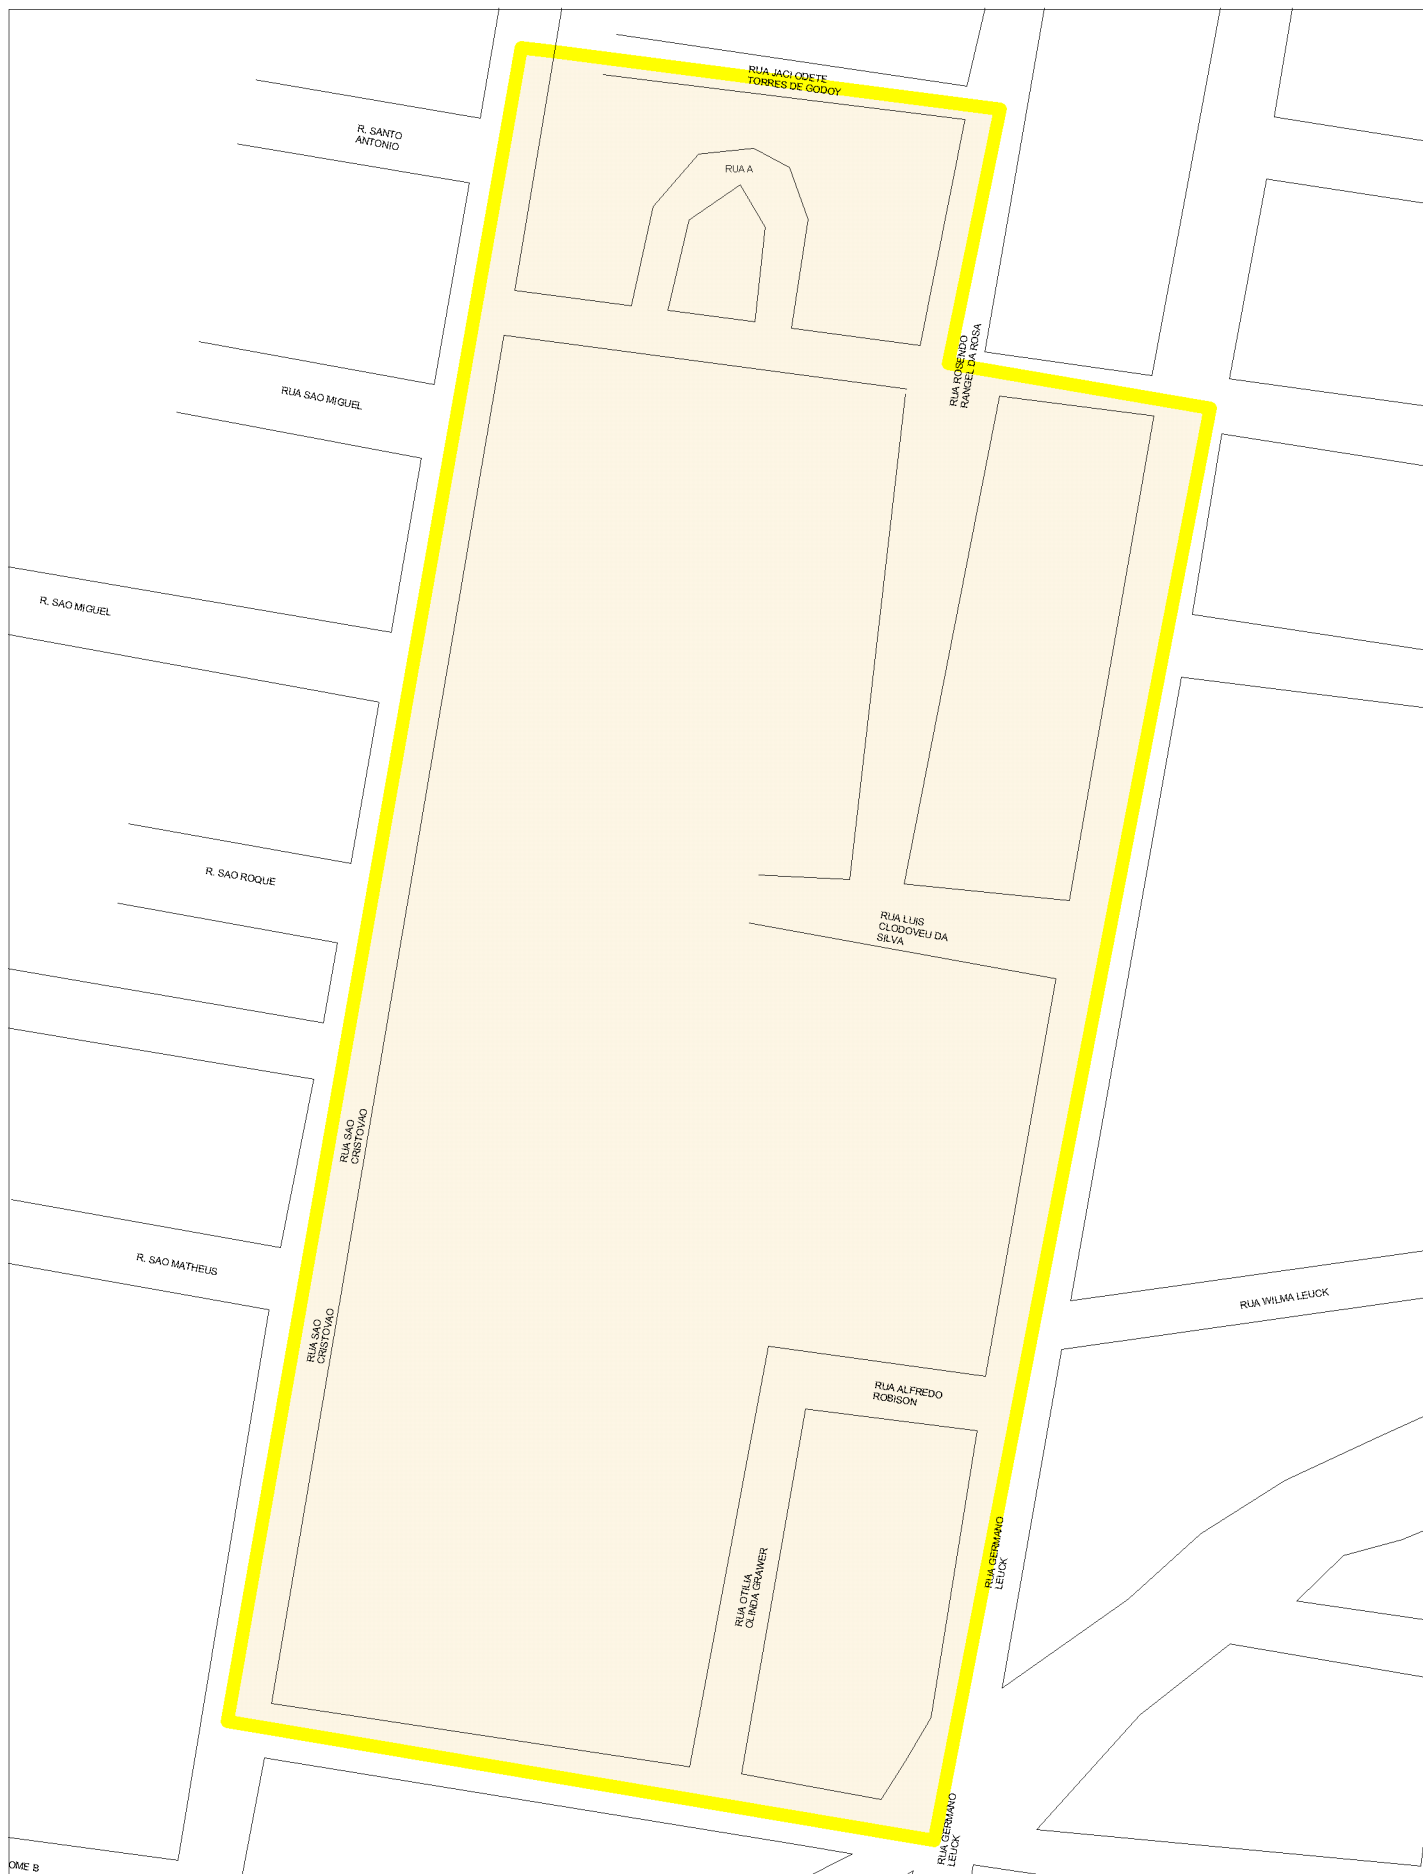 RUA JACI ODETE
TORRES DE GODOY
R. SANTO
ANTONIO
RUA A
RUA ROSENDO
RANGEL DA ROSA
RUA SAO MIGUEL
R. SAO MIGUEL
R. SAO ROQUE
RUA LUIS
CLODOVEU DA
SILVA
RUA SAO
CRISTOVAO
R. SAO MATHEUS
RUA WILMA LEUCK
RUA SAO
CRISTOVAO
RUA ALFREDO
ROBISON
RUA GERMANO
LEUCK
RUA OTILIA
OLINDA GRAWER
RUA GERMANO
LEUCK
OME B